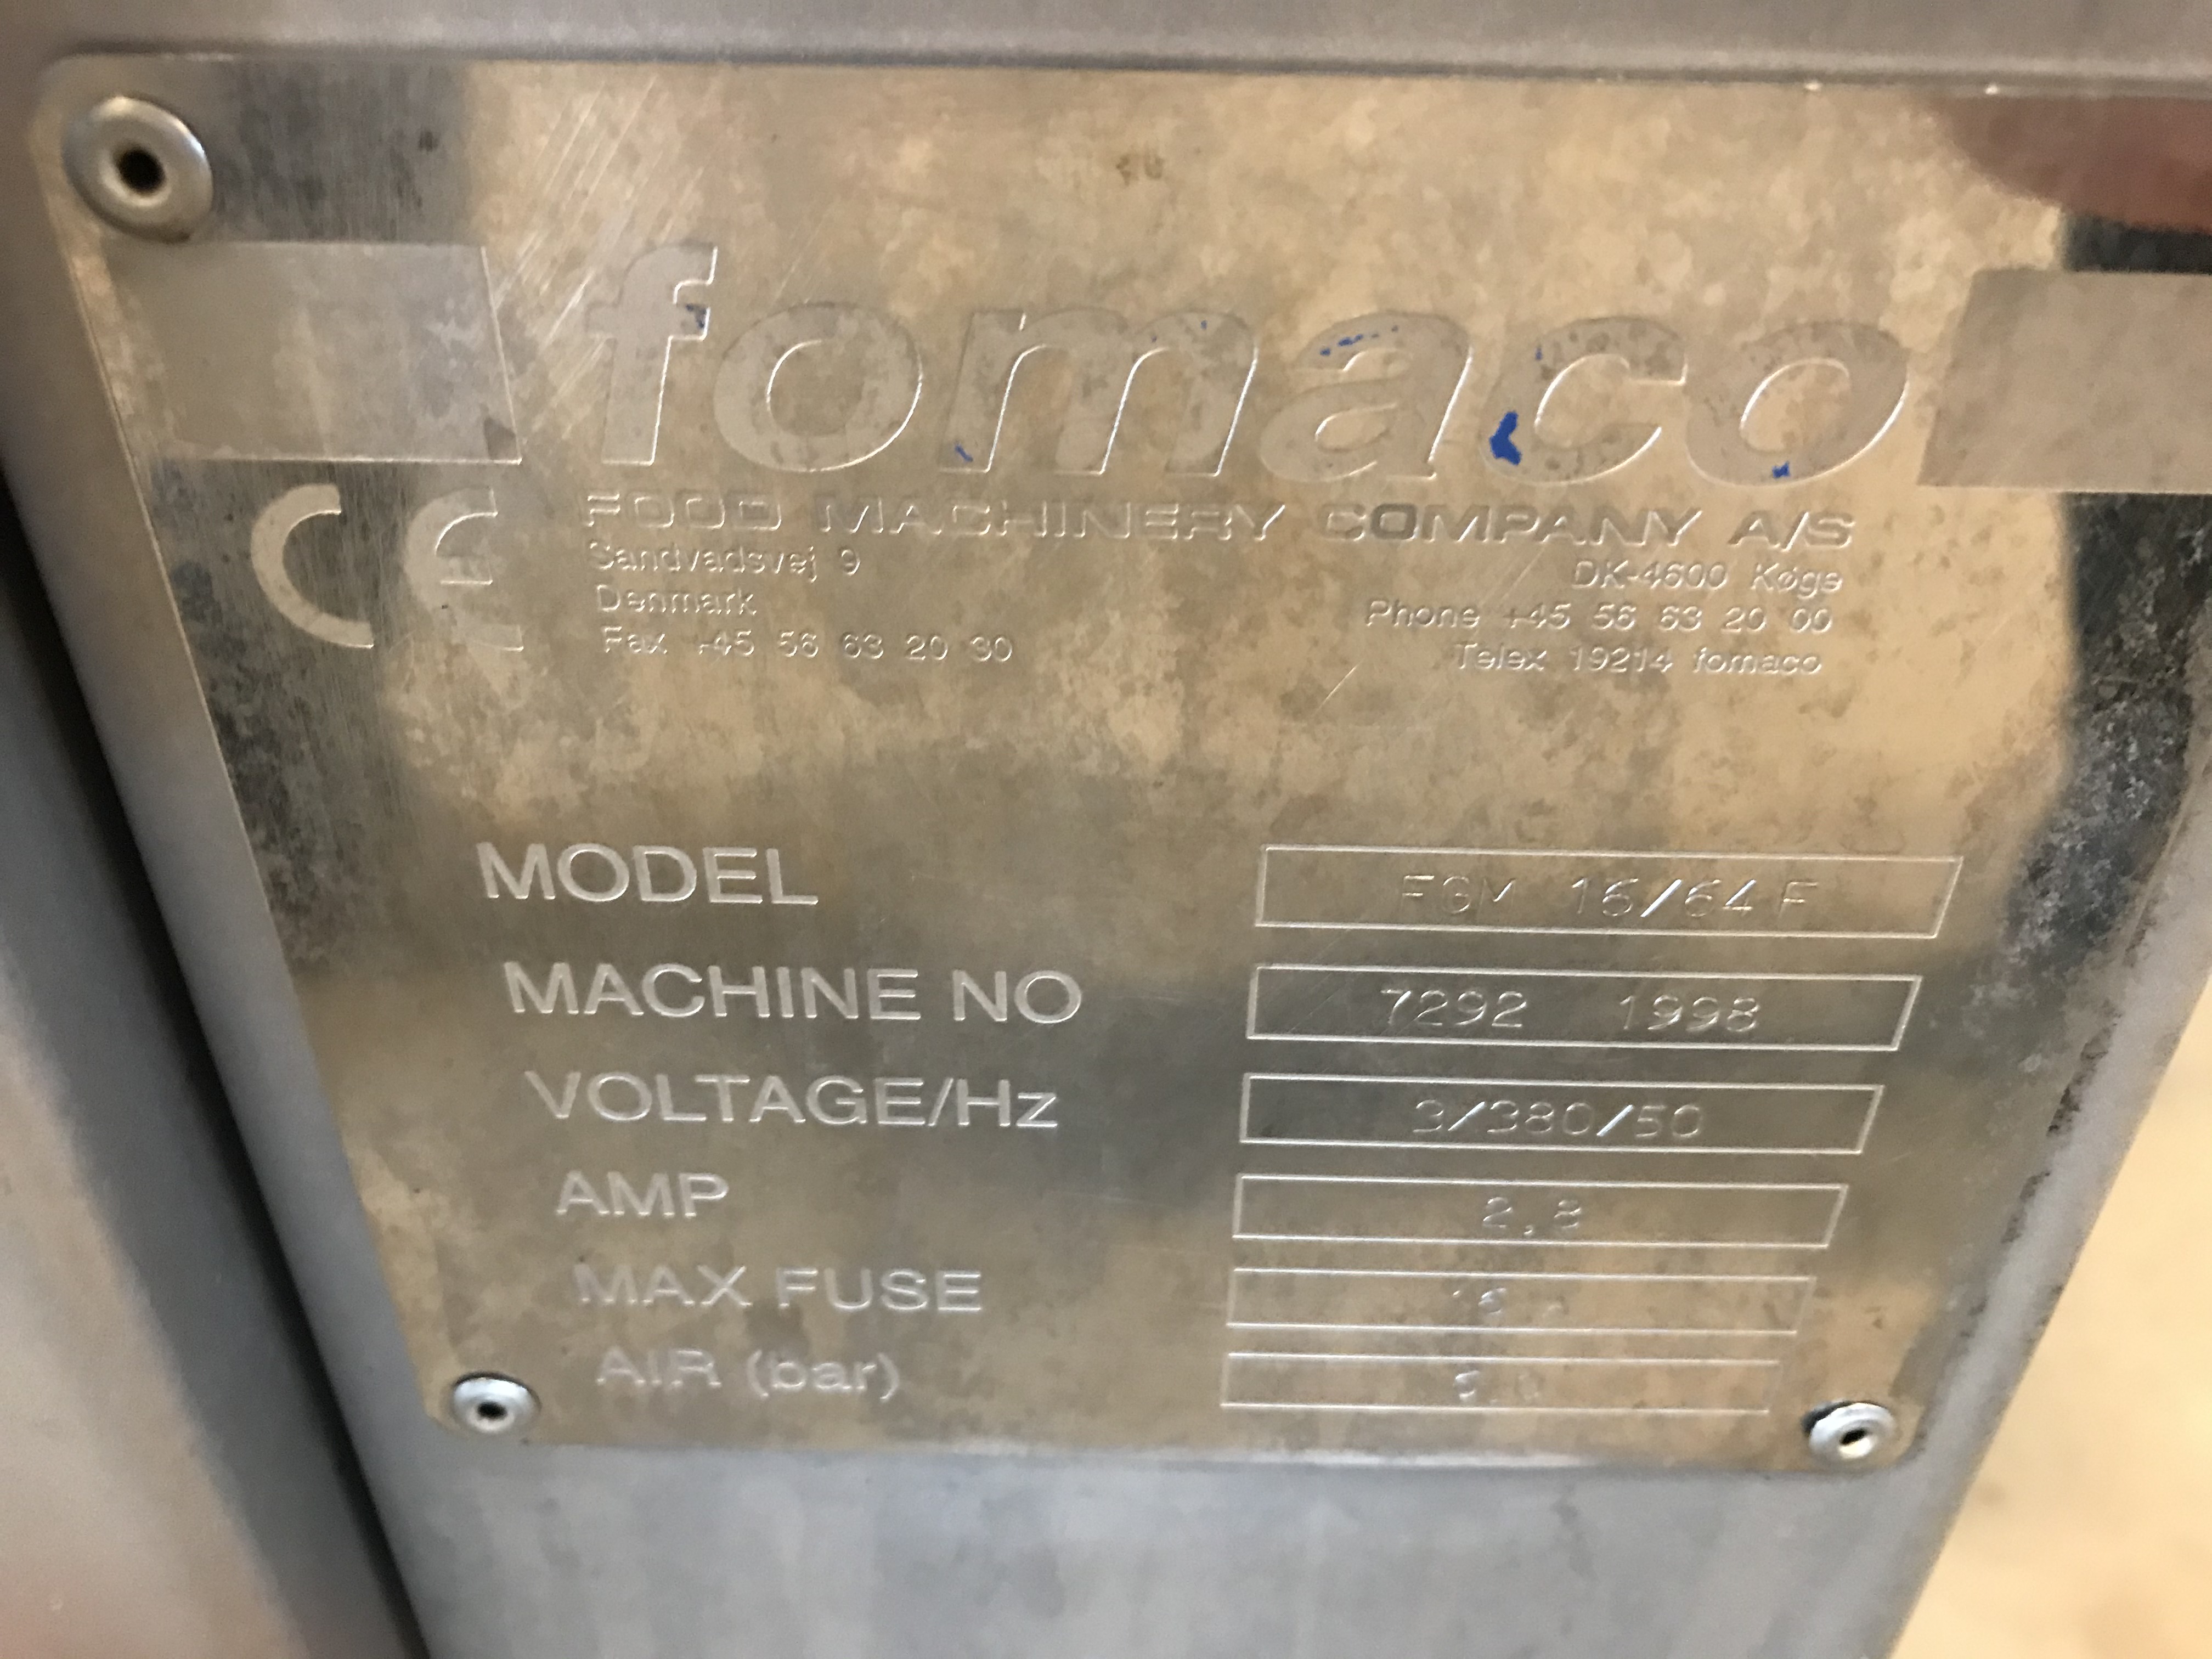 fomaco
CE
FOOD MACHINERY COMPANY A/S
Sandvadsvej 9 DK-4600 Køge
Denmark Phone +45 56 63 20 00
Fax +45 56 63 20 30 Telex 19214 fomaco
MODEL FGM 16/64 F
MACHINE NO 7292 1998
VOLTAGE/Hz 3/380/50
AMP 2,8
MAX FUSE 16
AIR (bar)